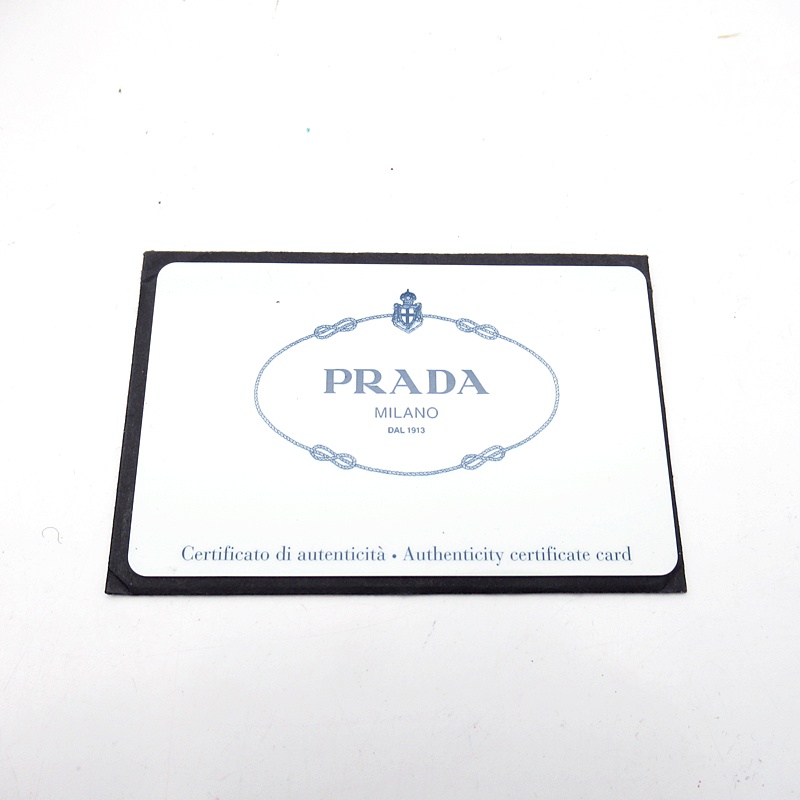 PRADA
MILANO
DAL 1913
Certificato di autenticità • Authenticity certificate card